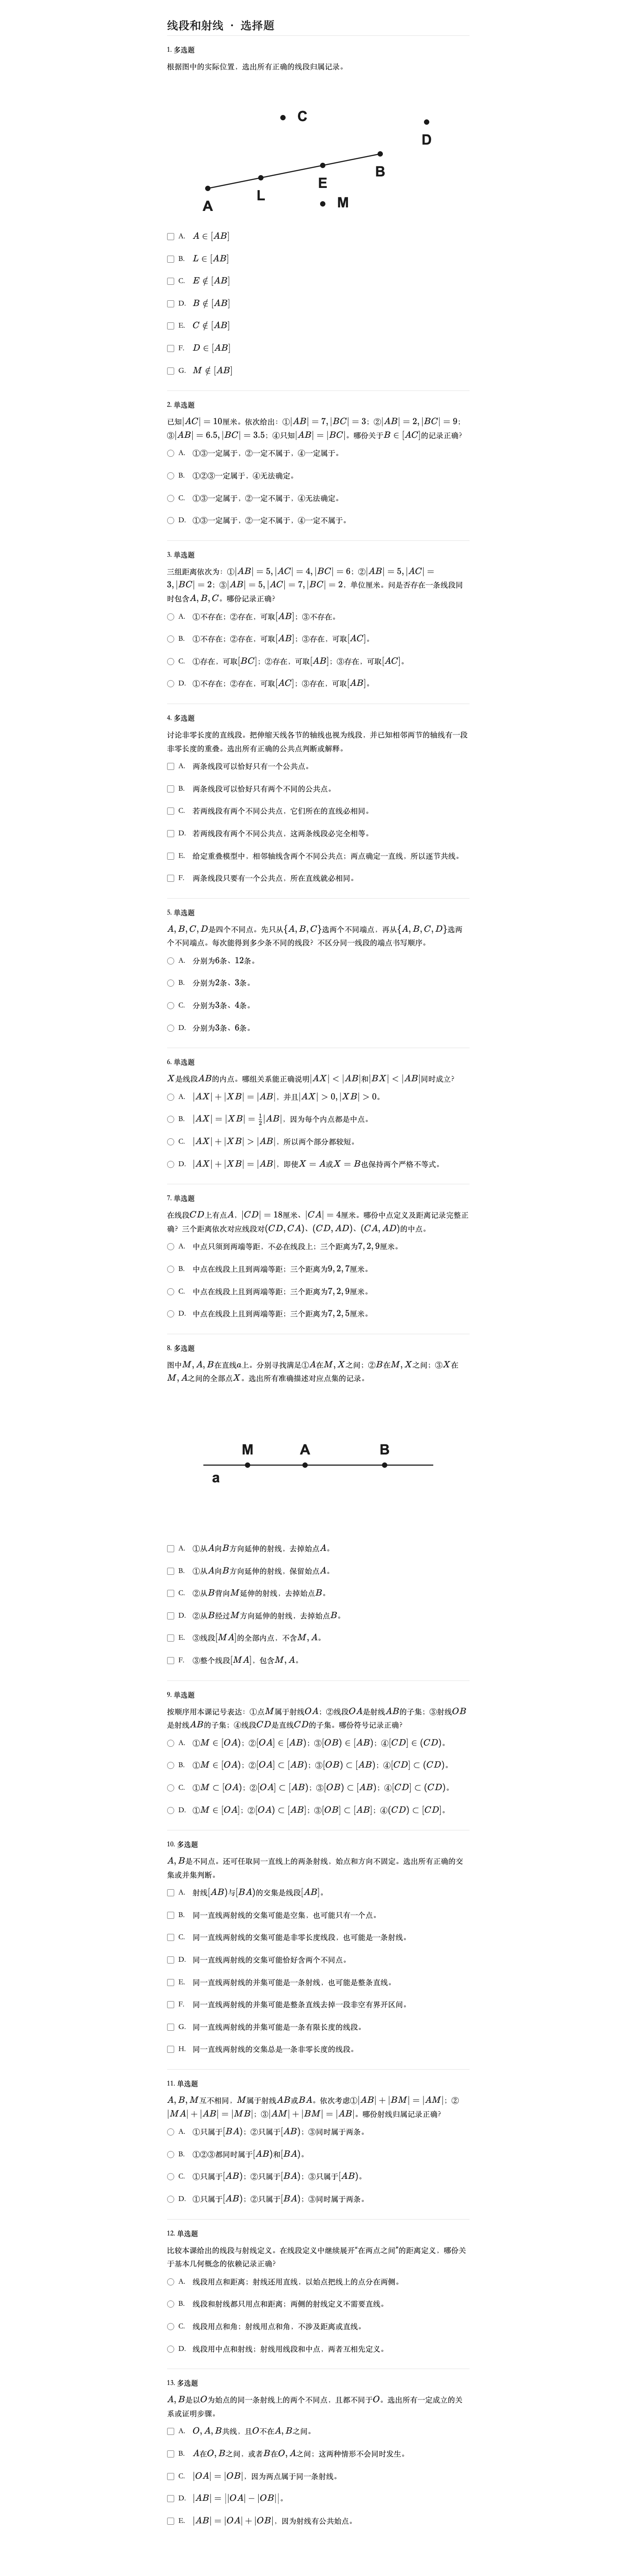 线段和射线 · 选择题
1. 多选题
根据图中的实际位置，选出所有正确的线段归属记录。
C
D
B
E
L
M
A
A. A ∈ [AB]
B. L ∈ [AB]
C. E ∉ [AB]
D. B ∉ [AB]
E. C ∉ [AB]
F. D ∈ [AB]
G. M ∉ [AB]
2. 单选题
已知|AC| = 10厘米。依次给出：①|AB| = 7, |BC| = 3；②|AB| = 2, |BC| = 9；
③|AB| = 6.5, |BC| = 3.5；④只知|AB| = |BC|。哪份关于B ∈ [AC]的记录正确？
A. ①③一定属于，②一定不属于，④一定属于。
B. ①②③一定属于，④无法确定。
C. ①③一定属于，②一定不属于，④无法确定。
D. ①③一定属于，②一定不属于，④一定不属于。
3. 单选题
三组距离依次为：①|AB| = 5, |AC| = 4, |BC| = 6；②|AB| = 5, |AC| =
3, |BC| = 2；③|AB| = 5, |AC| = 7, |BC| = 2，单位厘米。问是否存在一条线段同
时包含A, B, C。哪份记录正确？
A. ①不存在；②存在，可取[AB]；③不存在。
B. ①不存在；②存在，可取[AB]；③存在，可取[AC]。
C. ①存在，可取[BC]；②存在，可取[AB]；③存在，可取[AC]。
D. ①不存在；②存在，可取[AC]；③存在，可取[AB]。
4. 多选题
讨论非零长度的直线段。把伸缩天线各节的轴线也视为线段，并已知相邻两节的轴线有一段
非零长度的重叠。选出所有正确的公共点判断或解释。
A. 两条线段可以恰好只有一个公共点。
B. 两条线段可以恰好只有两个不同的公共点。
C. 若两线段有两个不同公共点，它们所在的直线必相同。
D. 若两线段有两个不同公共点，这两条线段必完全相等。
E. 给定重叠模型中，相邻轴线含两个不同公共点；两点确定一直线，所以逐节共线。
F. 两条线段只要有一个公共点，所在直线就必相同。
5. 单选题
A, B, C, D是四个不同点。先只从{A, B, C}选两个不同端点，再从{A, B, C, D}选两
个不同端点。每次能得到多少条不同的线段？不区分同一线段的端点书写顺序。
A. 分别为6条、12条。
B. 分别为2条、3条。
C. 分别为3条、4条。
D. 分别为3条、6条。
6. 单选题
X是线段AB的内点。哪组关系能正确说明|AX| < |AB|和|BX| < |AB|同时成立？
A. |AX| + |XB| = |AB|，并且|AX| > 0, |XB| > 0。
B. |AX| = |XB| = 1/2|AB|，因为每个内点都是中点。
C. |AX| + |XB| > |AB|，所以两个部分都较短。
D. |AX| + |XB| = |AB|，即使X = A或X = B也保持两个严格不等式。
7. 单选题
在线段CD上有点A，|CD| = 18厘米、|CA| = 4厘米。哪份中点定义及距离记录完整正
确？三个距离依次对应线段对(CD, CA)、(CD, AD)、(CA, AD)的中点。
A. 中点只须到两端等距，不必在线段上；三个距离为7, 2, 9厘米。
B. 中点在线段上且到两端等距；三个距离为9, 2, 7厘米。
C. 中点在线段上且到两端等距；三个距离为7, 2, 9厘米。
D. 中点在线段上且到两端等距；三个距离为7, 2, 5厘米。
8. 多选题
图中M, A, B在直线a上。分别寻找满足①A在M, X之间；②B在M, X之间；③X在
M, A之间的全部点X。选出所有准确描述对应点集的记录。
M A B
a
A. ①从A向B方向延伸的射线，去掉始点A。
B. ①从A向B方向延伸的射线，保留始点A。
C. ②从B背向M延伸的射线，去掉始点B。
D. ②从B经过M方向延伸的射线，去掉始点B。
E. ③线段[MA]的全部内点，不含M, A。
F. ③整个线段[MA]，包含M, A。
9. 单选题
按顺序用本课记号表达：①点M属于射线OA；②线段OA是射线AB的子集；③射线OB
是射线AB的子集；④线段CD是直线CD的子集。哪份符号记录正确？
A. ①M ∈ [OA)；②[OA] ∈ [AB)；③[OB) ∈ [AB)；④[CD] ∈ (CD)。
B. ①M ∈ [OA)；②[OA] ⊂ [AB)；③[OB) ⊂ [AB)；④[CD] ⊂ (CD)。
C. ①M ⊂ [OA)；②[OA] ⊂ [AB)；③[OB) ⊂ [AB)；④[CD] ⊂ (CD)。
D. ①M ∈ [OA]；②[OA) ⊂ [AB]；③[OB] ⊂ [AB]；④(CD) ⊂ [CD]。
10. 多选题
A, B是不同点。还可任取同一直线上的两条射线，始点和方向不固定。选出所有正确的交
集或并集判断。
A. 射线[AB)与[BA)的交集是线段[AB]。
B. 同一直线两射线的交集可能是空集，也可能只有一个点。
C. 同一直线两射线的交集可能是非零长度线段，也可能是一条射线。
D. 同一直线两射线的交集可能恰好含两个不同点。
E. 同一直线两射线的并集可能是一条射线，也可能是整条直线。
F. 同一直线两射线的并集可能是整条直线去掉一段非空有界开区间。
G. 同一直线两射线的并集可能是一条有限长度的线段。
H. 同一直线两射线的交集总是一条非零长度的线段。
11. 单选题
A, B, M互不相同，M属于射线AB或BA。依次考虑①|AB| + |BM| = |AM|；②
|MA| + |AB| = |MB|；③|AM| + |BM| = |AB|。哪份射线归属记录正确？
A. ①只属于[BA)；②只属于[AB)；③同时属于两条。
B. ①②③都同时属于[AB)和[BA)。
C. ①只属于[AB)；②只属于[BA)；③只属于[AB)。
D. ①只属于[AB)；②只属于[BA)；③同时属于两条。
12. 单选题
比较本课给出的线段与射线定义。在线段定义中继续展开“在两点之间”的距离定义，哪份关
于基本几何概念的依赖记录正确？
A. 线段用点和距离；射线还用直线，以始点把线上的点分在两侧。
B. 线段和射线都只用点和距离；两侧的射线定义不需要直线。
C. 线段用点和角；射线用点和角，不涉及距离或直线。
D. 线段用中点和射线；射线用线段和中点，两者互相先定义。
13. 多选题
A, B是以O为始点的同一条射线上的两个不同点，且都不同于O。选出所有一定成立的关
系或证明步骤。
A. O, A, B共线，且O不在A, B之间。
B. A在O, B之间，或者B在O, A之间；这两种情形不会同时发生。
C. |OA| = |OB|，因为两点属于同一条射线。
D. |AB| = ||OA| − |OB||。
E. |AB| = |OA| + |OB|，因为射线有公共始点。